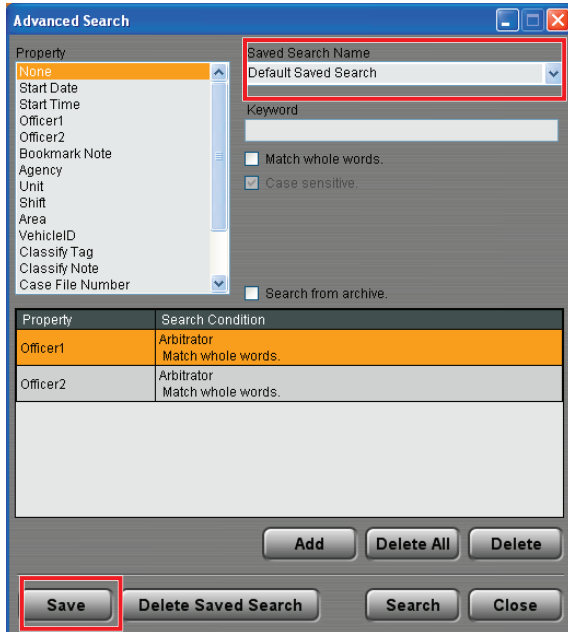 Advanced Search
Property
None
Start Date
Start Time
Officer1
Officer2
Bookmark Note
Agency
Unit
Shift
Area
VehicleID
Classify Tag
Classify Note
Case File Number
Saved Search Name
Default Saved Search
Keyword
Match whole words.
Case sensitive.
Search from archive.
Property Search Condition
Officer1 Arbitrator
Match whole words.
Officer2 Arbitrator
Match whole words.
Add Delete All Delete
Save Delete Saved Search Search Close